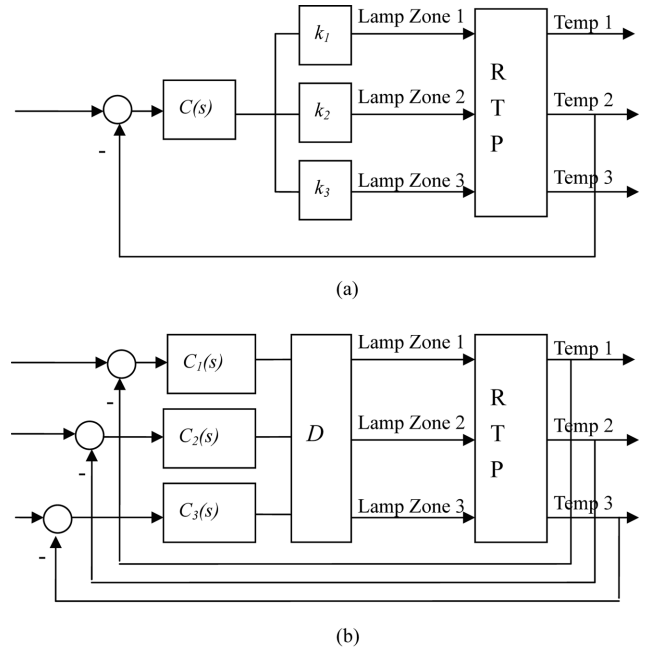 k1
Lamp Zone 1
Temp 1
C(s)
k2
Lamp Zone 2
R
T
P
Temp 2
-
k3
Lamp Zone 3
Temp 3
(a)
C1(s)
Lamp Zone 1
Temp 1
-
C2(s)
D
Lamp Zone 2
R
T
P
Temp 2
-
C3(s)
Lamp Zone 3
Temp 3
-
(b)